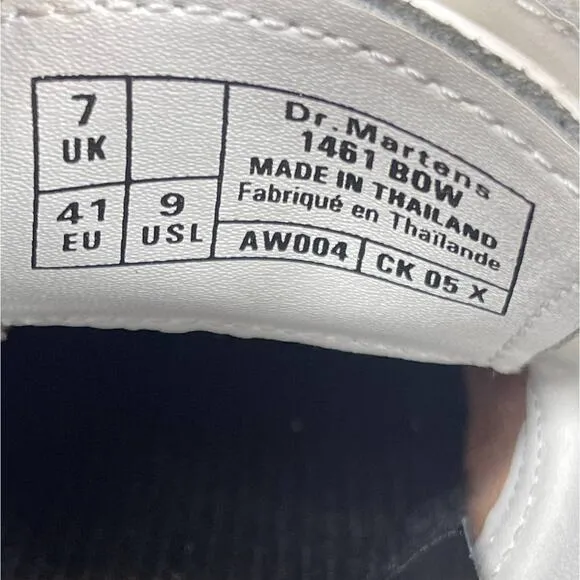 7
UK
41
EU
9
USL
Dr. Martens
1461 BOW
MADE IN THAILAND
Fabriqué en Thaïlande
AW004
CK 05 X